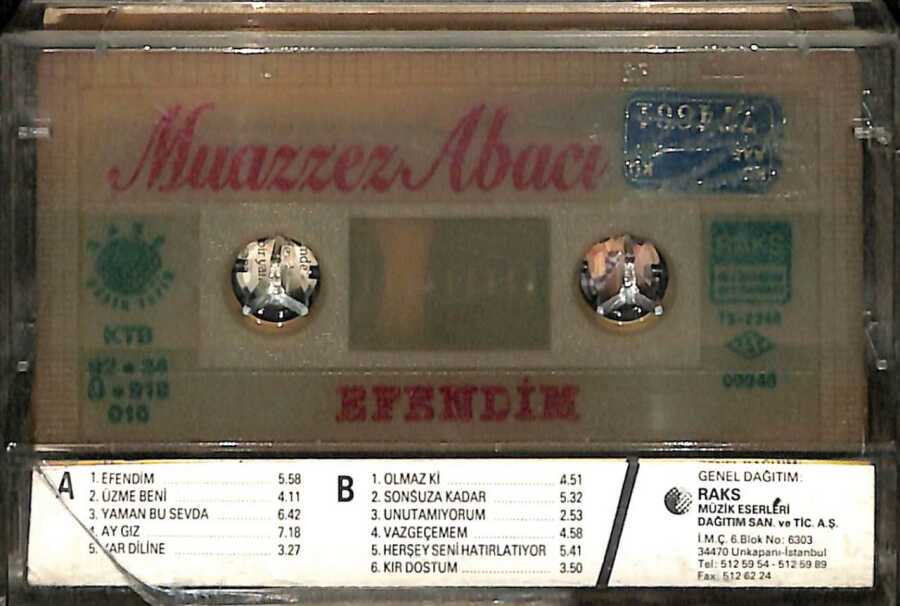 Muazzez Abacı
RAKS
KTB
010
00948
EFENDİM
A
1. EFENDİM 5.58
2. ÜZME BENİ 4.11
3. YAMAN BU SEVDA 6.42
4. AY GIZ 7.18
5. YAR DİLİNE 3.27
B
1. OLMAZ Kİ 4.51
2. SONSUZA KADAR 5.32
3. UNUTAMIYORUM 2.53
4. VAZGEÇEMEM 4.58
5. HERŞEY SENİ HATIRLATIYOR 5.41
6. KIR DOSTUM 3.50
GENEL DAĞITIM:
RAKS
MÜZİK ESERLERİ
DAĞITIM SAN. ve TİC. A.Ş.
İ.M.Ç. 6.Blok No: 6303
34470 Unkapanı-İstanbul
Tel: 512 59 54 - 512 59 89
Fax: 512 62 24